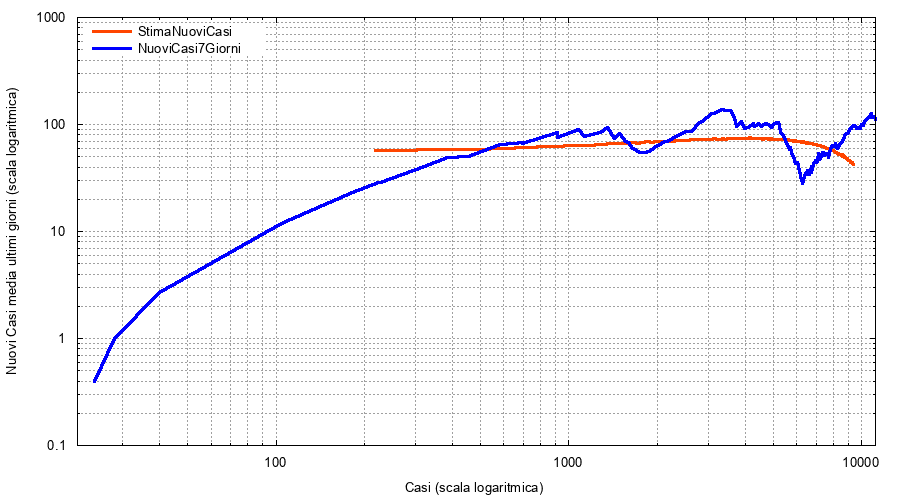 1000
StimaNuoviCasi
NuoviCasi7Giorni
100
10
1
0.1
Nuovi Casi media ultimi giorni (scala logaritmica)
100
1000
10000
Casi (scala logaritmica)